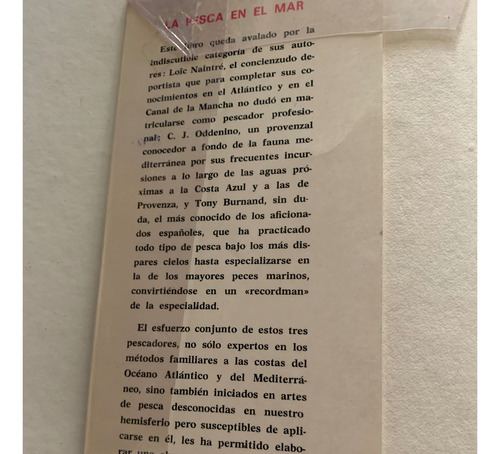 LA PESCA EN EL MAR
Este libro queda avalado por la
indiscutible categoría de sus auto-
res: Loïc Naintré, el concienzudo de-
portista que para completar sus co-
nocimientos en el Atlántico y en el
Canal de la Mancha no dudó en ma-
tricularse como pescador profesio-
nal; C. J. Oddenino, un provenzal
conocedor a fondo de la fauna me-
diterránea por sus frecuentes incur-
siones a lo largo de las aguas pró-
ximas a la Costa Azul y a las de
Provenza, y Tony Burnand, sin du-
da, el más conocido de los aficiona-
dos españoles, que ha practicado
todo tipo de pesca bajo los más dis-
pares cielos hasta especializarse en
la de los mayores peces marinos,
convirtiéndose en un «recordman»
de la especialidad.
El esfuerzo conjunto de estos tres
pescadores, no sólo expertos en los
métodos familiares a las costas del
Océano Atlántico y del Mediterrá-
neo, sino también iniciados en artes
de pesca desconocidas en nuestro
hemisferio pero susceptibles de apli-
carse en él, les ha permitido elabo-
rar una